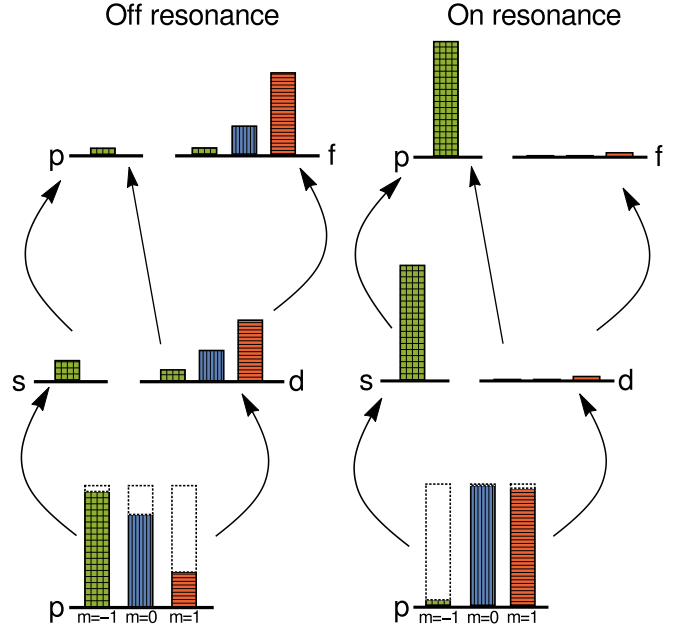 Off resonance
On resonance
p
f
p
f
s
d
s
d
p
m=−1
m=0
m=1
p
m=−1
m=0
m=1